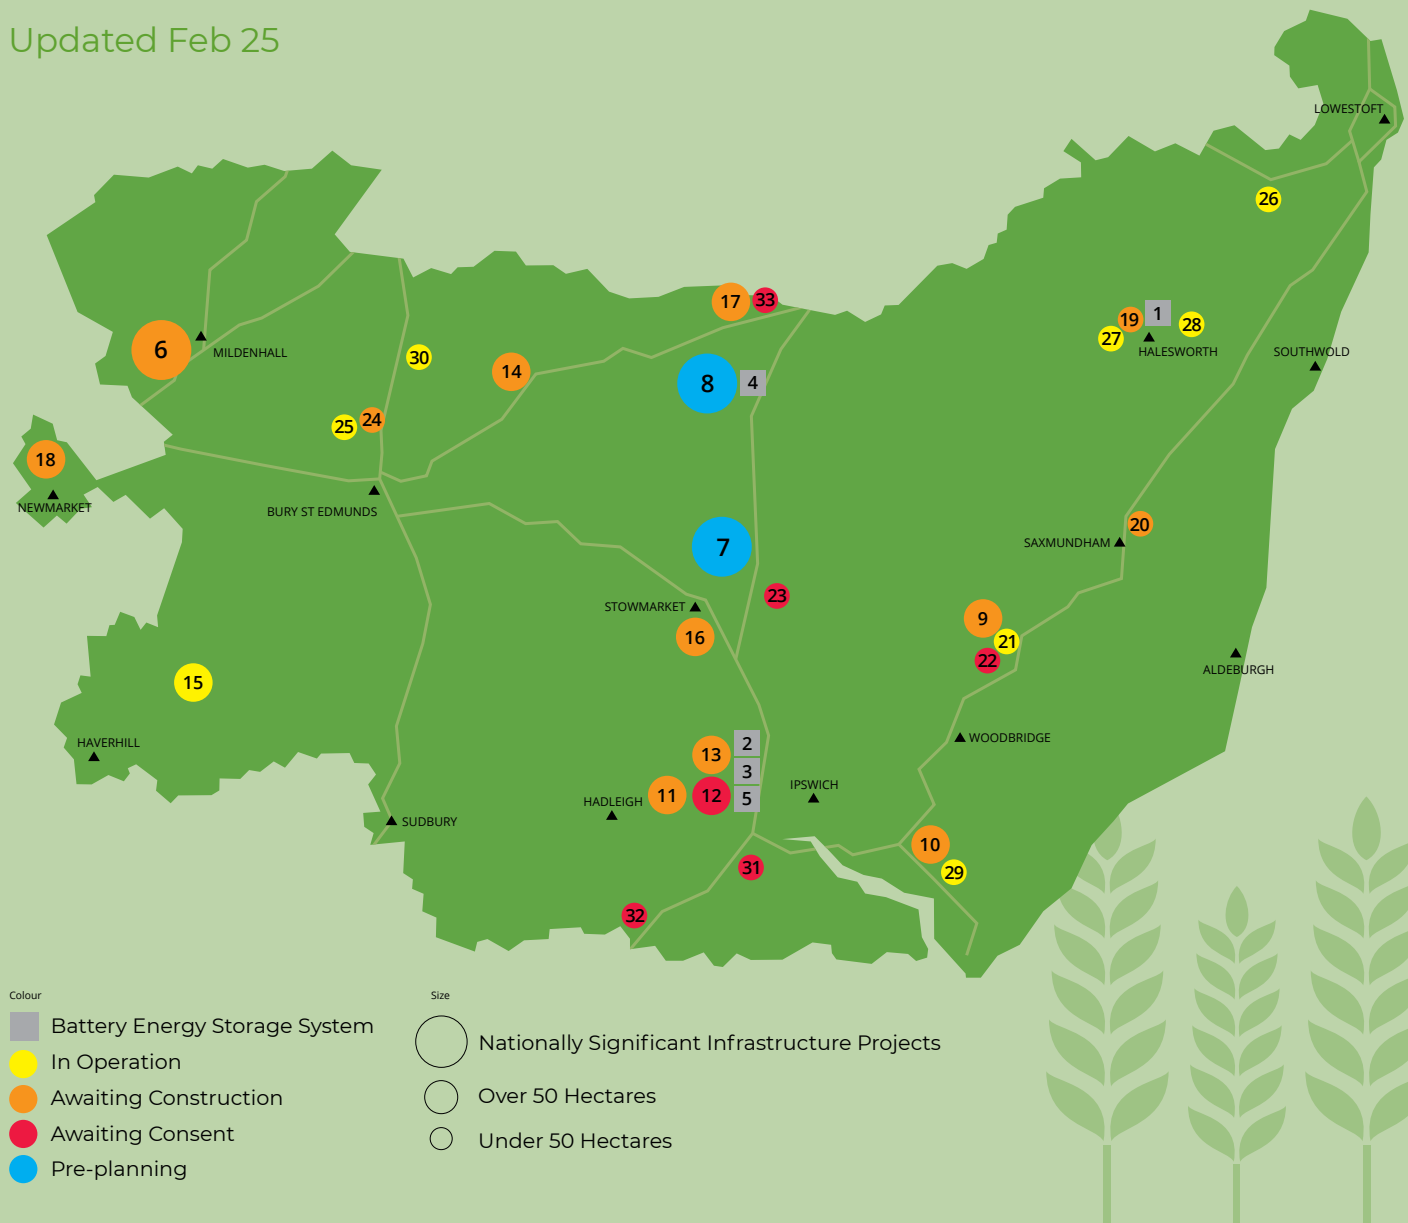 Updated Feb 25
LOWESTOFT
26
17 33
19 1 28
27
HALESWORTH
SOUTHWOLD
6
MILDENHALL
30
14
8 4
25 24
18
NEWMARKET
BURY ST EDMUNDS
20
SAXMUNDHAM
7
23
STOWMARKET
16
9
21
22
ALDEBURGH
15
HAVERHILL
WOODBRIDGE
13 2
3
11 12 5
HADLEIGH
IPSWICH
SUDBURY
10
29
31
32
Colour
Battery Energy Storage System
In Operation
Awaiting Construction
Awaiting Consent
Pre-planning
Size
Nationally Significant Infrastructure Projects
Over 50 Hectares
Under 50 Hectares